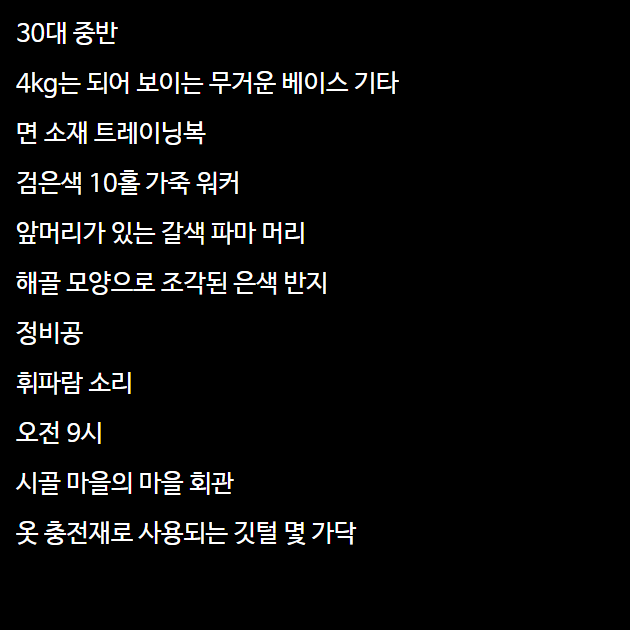 30대 중반
4kg는 되어 보이는 무거운 베이스 기타
면 소재 트레이닝복
검은색 10홀 가죽 워커
앞머리가 있는 갈색 파마 머리
해골 모양으로 조각된 은색 반지
정비공
휘파람 소리
오전 9시
시골 마을의 마을 회관
옷 충전재로 사용되는 깃털 몇 가닥